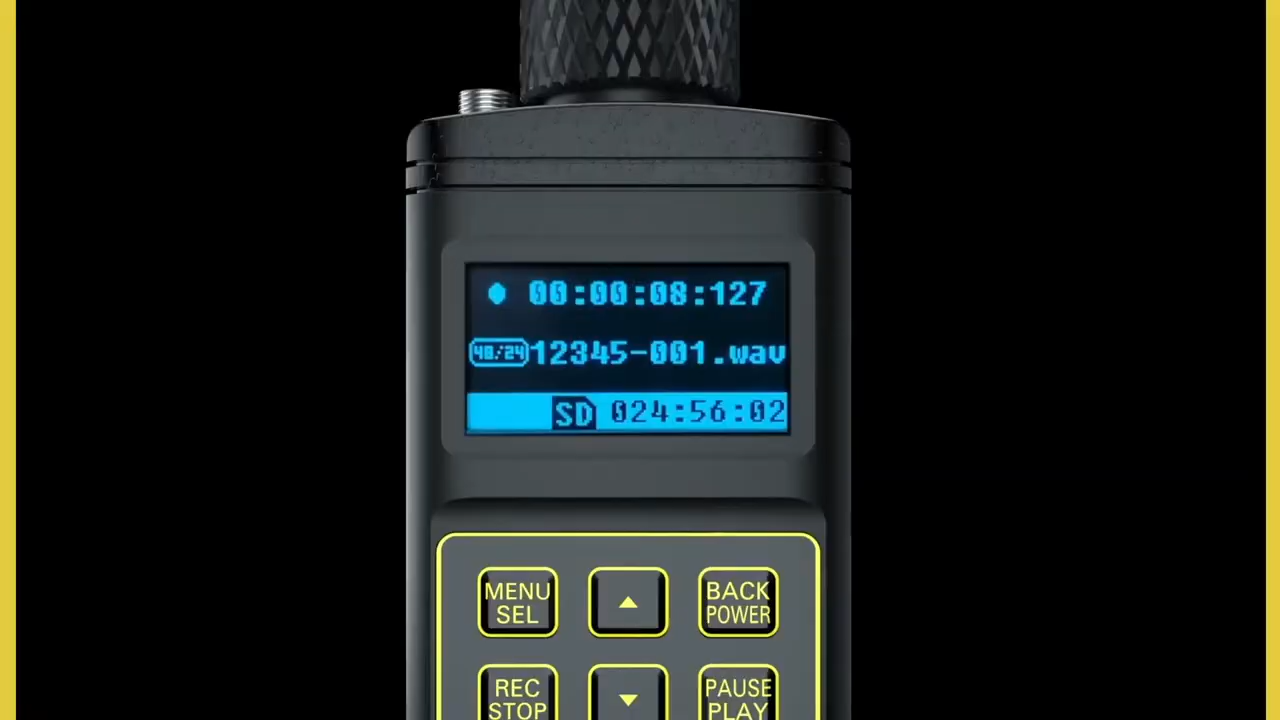 00:00:08:127
48/24 12345-001.wav
SD 024:56:02
MENU SEL
BACK POWER
REC STOP
PAUSE PLAY